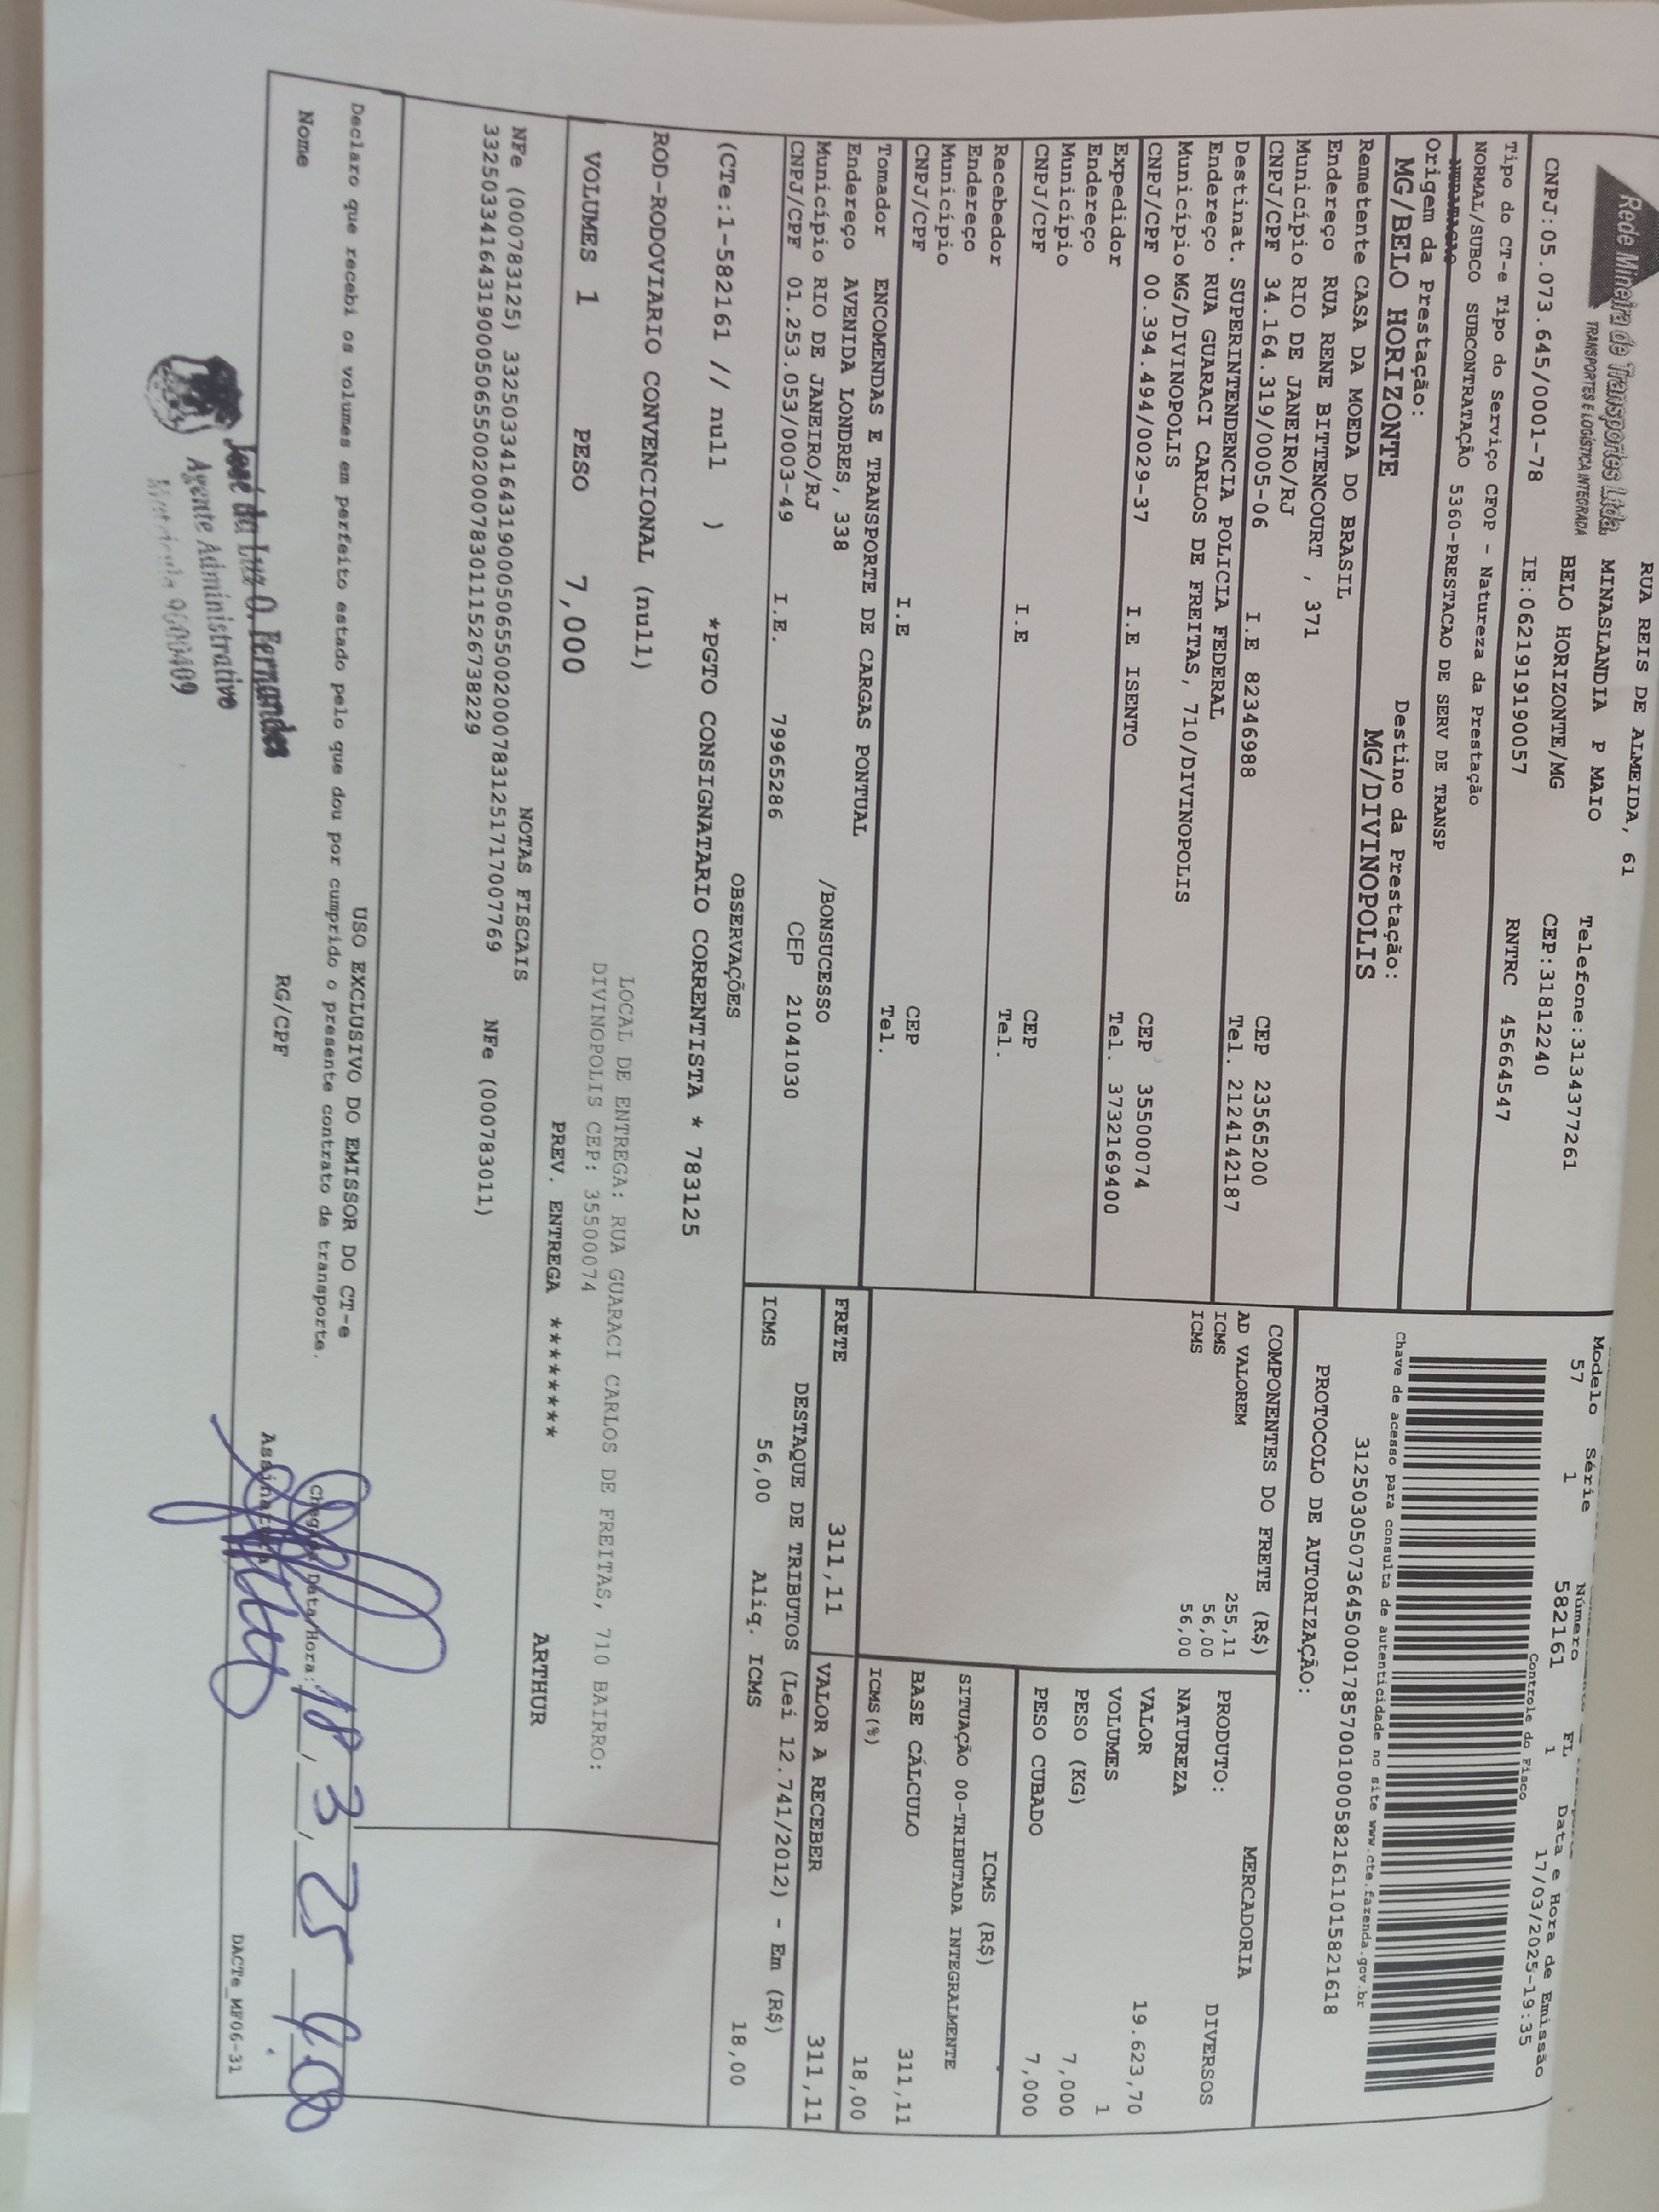 Rede Mineira de Transportes Ltda.
TRANSPORTES E LOGÍSTICA INTEGRADA
RUA REIS DE ALMEIDA, 61
MINASLANDIA P MAIO Telefone:3134377261
BELO HORIZONTE/MG CEP:31812240
CNPJ:05.073.645/0001-78 IE:0621919190057 RNTRC 45664547
Modelo Série Número FL Data e Hora de Emissão
57 1 582161 1 17/03/2025-19:35
Controle do Fisco
Tipo do CT-e Tipo do Serviço CFOP - Natureza da Prestação
NORMAL/SUBCO SUBCONTRATAÇÃO 5360-PRESTACAO DE SERV DE TRANSP
Chave de acesso para consulta de autenticidade no site www.cte.fazenda.gov.br
31250305073645000178570010005821611015821618
PROTOCOLO DE AUTORIZAÇÃO:
Origem da Prestação: Destino da Prestação:
MG/BELO HORIZONTE MG/DIVINOPOLIS
Remetente CASA DA MOEDA DO BRASIL
Endereço RUA RENE BITTENCOURT , 371
Município RIO DE JANEIRO/RJ CEP 23565200
CNPJ/CPF 34.164.319/0005-06 I.E 82346988 Tel. 2124142187
Destinat. SUPERINTENDENCIA POLICIA FEDERAL
Endereço RUA GUARACI CARLOS DE FREITAS, 710/DIVINOPOLIS
Município MG/DIVINOPOLIS CEP 35500074
CNPJ/CPF 00.394.494/0029-37 I.E ISENTO Tel. 3732169400
Expedidor
Endereço
Município CEP
CNPJ/CPF I.E Tel.
Recebedor
Endereço
Município CEP
CNPJ/CPF I.E Tel.
Tomador ENCOMENDAS E TRANSPORTE DE CARGAS PONTUAL
Endereço AVENIDA LONDRES, 338 /BONSUCESSO
Município RIO DE JANEIRO/RJ CEP 21041030
CNPJ/CPF 01.253.053/0003-49 I.E. 79965286
COMPONENTES DO FRETE (R$)
AD VALOREM 255,11
ICMS 56,00
ICMS 56,00
MERCADORIA
PRODUTO: DIVERSOS
NATUREZA
VALOR 19.623,70
VOLUMES 1
PESO (KG) 7,000
PESO CUBADO 7,000
ICMS (R$)
SITUAÇÃO 00-TRIBUTADA INTEGRALMENTE
BASE CÁLCULO 311,11
ICMS(%) 18,00
FRETE 311,11 VALOR A RECEBER 311,11
DESTAQUE DE TRIBUTOS (Lei 12.741/2012) - Em (R$)
ICMS 56,00 Aliq. ICMS 18,00
OBSERVAÇÕES
(CTe:1-582161 // null ) *PGTO CONSIGNATARIO CORRENTISTA * 783125
ROD-RODOVIARIO CONVENCIONAL (null)
LOCAL DE ENTREGA: RUA GUARACI CARLOS DE FREITAS, 710 BAIRRO:
DIVINOPOLIS CEP: 35500074
VOLUMES 1 PESO 7,000 PREV. ENTREGA ******** ARTHUR
NOTAS FISCAIS
NFe (000783125) 33250334164319000506550020007831251717007769 NFe (000783011)
33250334164319000506550020007830111526738229
USO EXCLUSIVO DO EMISSOR DO CT-e
Declaro que recebi os volumes em perfeito estado pelo que dou por cumprido o presente contrato de transporte.
Chegada Data/Hora: 18, 3, 25
Nome RG/CPF Assinatura
DACTe_MF06-31
José da Luz O. Fernandes
Agente Administrativo